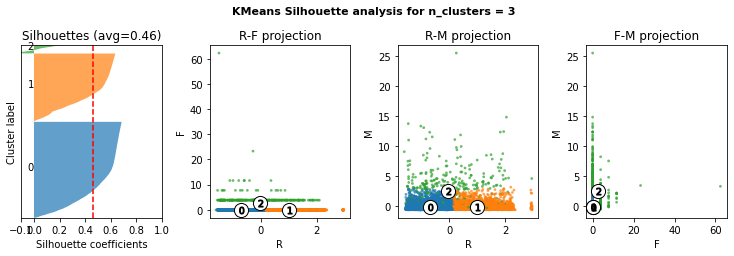 KMeans Silhouette analysis for n_clusters = 3
Silhouettes (avg=0.46)
Cluster label
2
1
0
-0.1 0.0 0.2 0.4 0.6 0.8 1.0
Silhouette coefficients
R-F projection
F
60
50
40
30
20
10
0
0 2 1
0 2
R
R-M projection
M
25
20
15
10
5
0
0 2 1
0 2
R
F-M projection
M
25
20
15
10
5
0
2
0 20 40 60
F